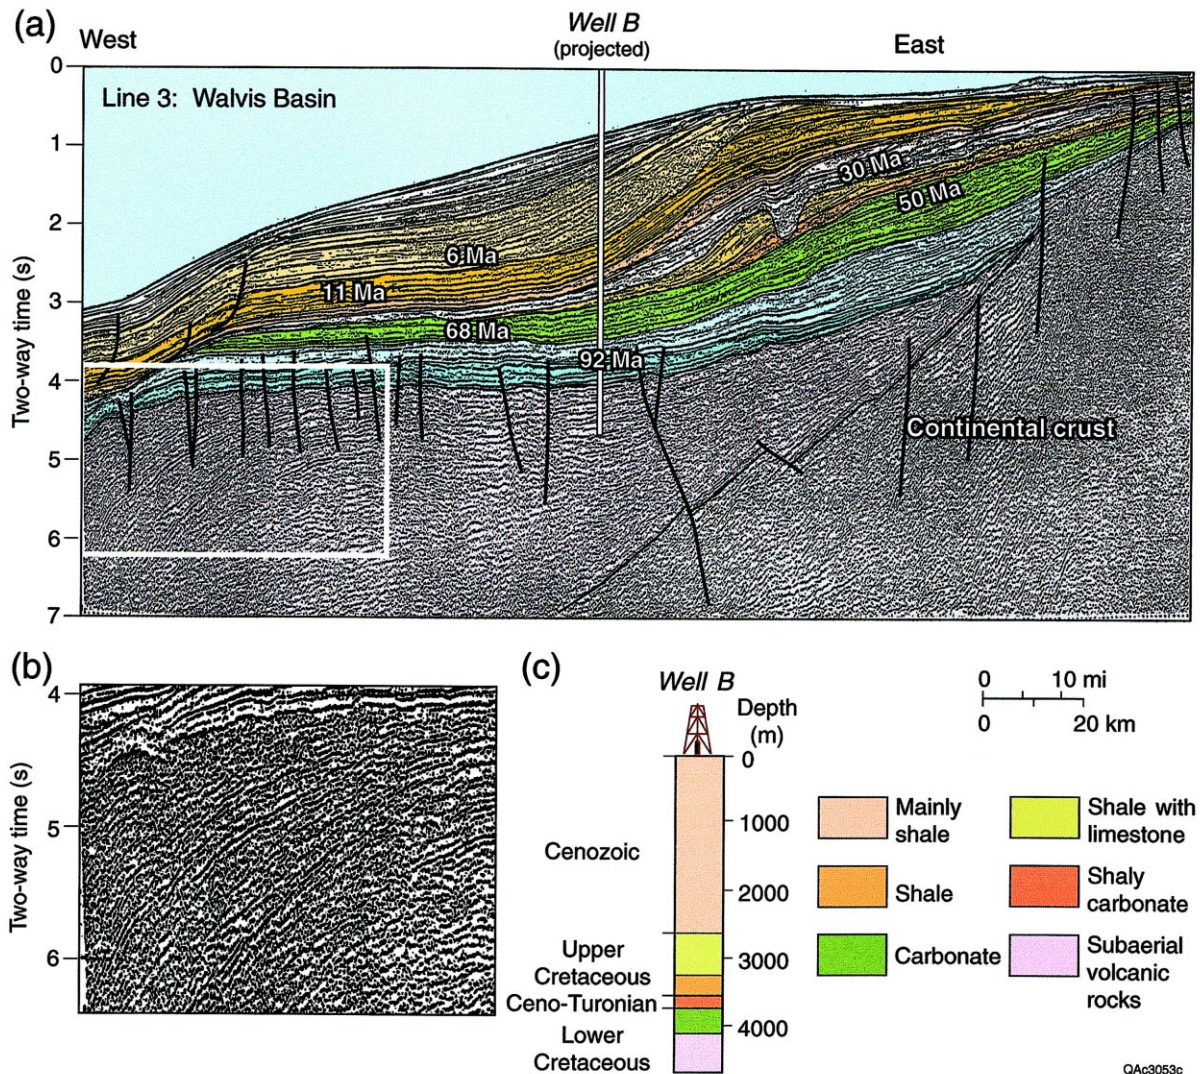 (a)
West
Well B
(projected)
East
Line 3: Walvis Basin
Two-way time (s)
0
1
2
3
4
5
6
7
30 Ma
50 Ma
6 Ma
11 Ma
68 Ma
92 Ma
Continental crust
(b)
Two-way time (s)
4
5
6
(c)
Well B
Depth
(m)
0
1000
2000
3000
4000
Cenozoic
Upper
Cretaceous
Ceno-Turonian
Lower
Cretaceous
0 10 mi
0 20 km
Mainly
shale
Shale
Carbonate
Shale with
limestone
Shaly
carbonate
Subaerial
volcanic
rocks
QAc3053c